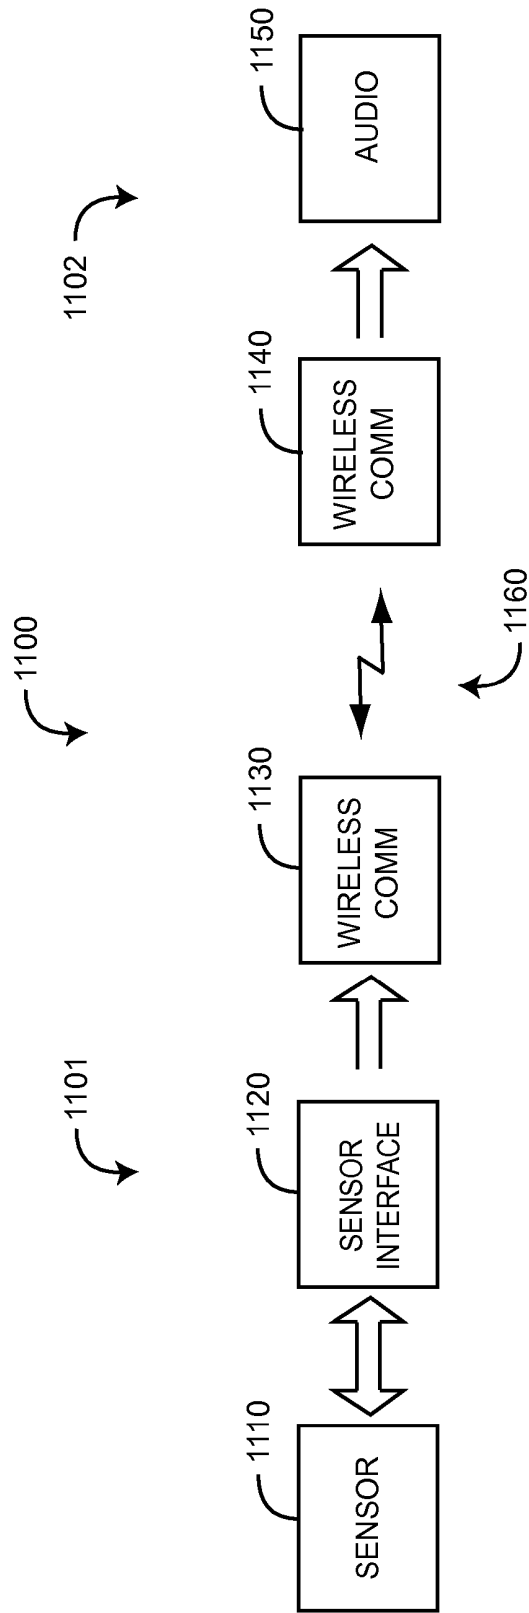 1100
1101
1102
1110
SENSOR
1120
SENSOR
INTERFACE
1130
WIRELESS
COMM
1140
WIRELESS
COMM
1150
AUDIO
1160